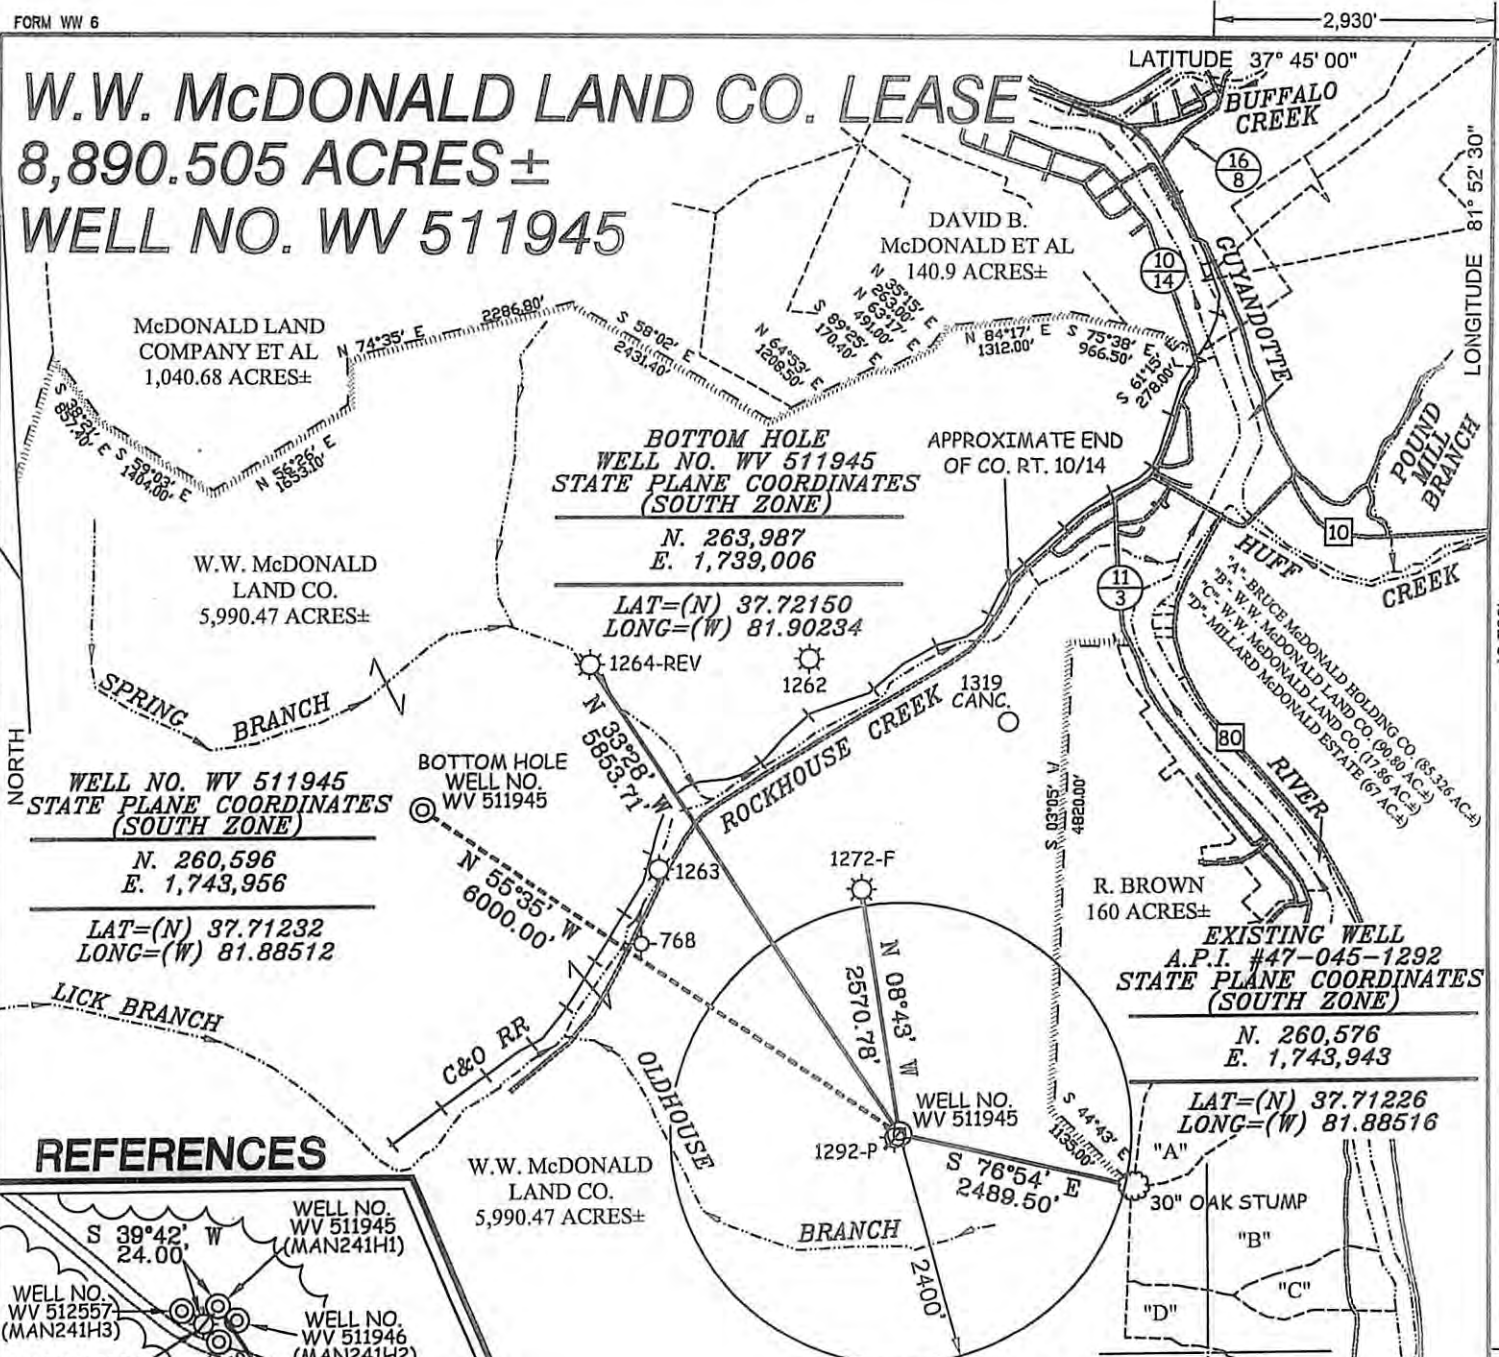 FORM WW 6
2,930'
W.W. McDONALD LAND CO. LEASE
8,890.505 ACRES±
WELL NO. WV 511945
LATITUDE 37° 45' 00"
BUFFALO
CREEK
16
8
LONGITUDE 81° 52' 30"
DAVID B.
McDONALD ET AL
140.9 ACRES±
10
14
GUYANDOTTE
McDONALD LAND
COMPANY ET AL
1,040.68 ACRES±
N 74°35' E
2286.80'
S 58°02' E
2431.40'
N 64°53' E
1208.50'
N 35°15' E
263.00'
N 63°17' E
491.00'
S 89°25' E
170.40'
N 84°17' E
1312.00'
S 75°38' E
966.50'
S 61°15'
278.00'
S 38°21' E
857.40'
S 59°03' E
1404.00'
N 56°26' E
1653.10'
BOTTOM HOLE
WELL NO. WV 511945
STATE PLANE COORDINATES
(SOUTH ZONE)
N. 263,987
E. 1,739,006
LAT=(N) 37.72150
LONG=(W) 81.90234
APPROXIMATE END
OF CO. RT. 10/14
POUND
MILL
BRANCH
10
HUFF
CREEK
11
3
"A"-BRUCE McDONALD HOLDING CO. (85.326 AC.±)
"B"-W.W. McDONALD LAND CO. (90.80 AC.±)
"C"-W.W. McDONALD LAND CO. (17.86 AC.±)
"D"-MILLARD McDONALD ESTATE (67 AC.±)
W.W. McDONALD
LAND CO.
5,990.47 ACRES±
1264-REV
1262
1319
CANC.
SPRING BRANCH
NORTH
N 33°28' W
5853.71'
ROCKHOUSE CREEK
80
RIVER
S 03°05' W
4820.00'
WELL NO. WV 511945
STATE PLANE COORDINATES
(SOUTH ZONE)
N. 260,596
E. 1,743,956
LAT=(N) 37.71232
LONG=(W) 81.88512
BOTTOM HOLE
WELL NO.
WV 511945
N 55°35' W
6000.00'
1263
768
1272-F
R. BROWN
160 ACRES±
EXISTING WELL
A.P.I. #47-045-1292
STATE PLANE COORDINATES
(SOUTH ZONE)
N. 260,576
E. 1,743,943
LAT=(N) 37.71226
LONG=(W) 81.88516
N 08°43' W
2570.78'
LICK BRANCH
C&O RR
OLDHOUSE
BRANCH
WELL NO.
WV 511945
1292-P
S 44°43' E
1135.00'
S 76°54' E
2489.50'
2400'
30" OAK STUMP
"A"
"B"
"C"
"D"
W.W. McDONALD
LAND CO.
5,990.47 ACRES±
REFERENCES
S 39°42' W
24.00'
WELL NO.
WV 511945
(MAN241H1)
WELL NO.
WV 512557
(MAN241H3)
WELL NO.
WV 511946
(MAN241H2)